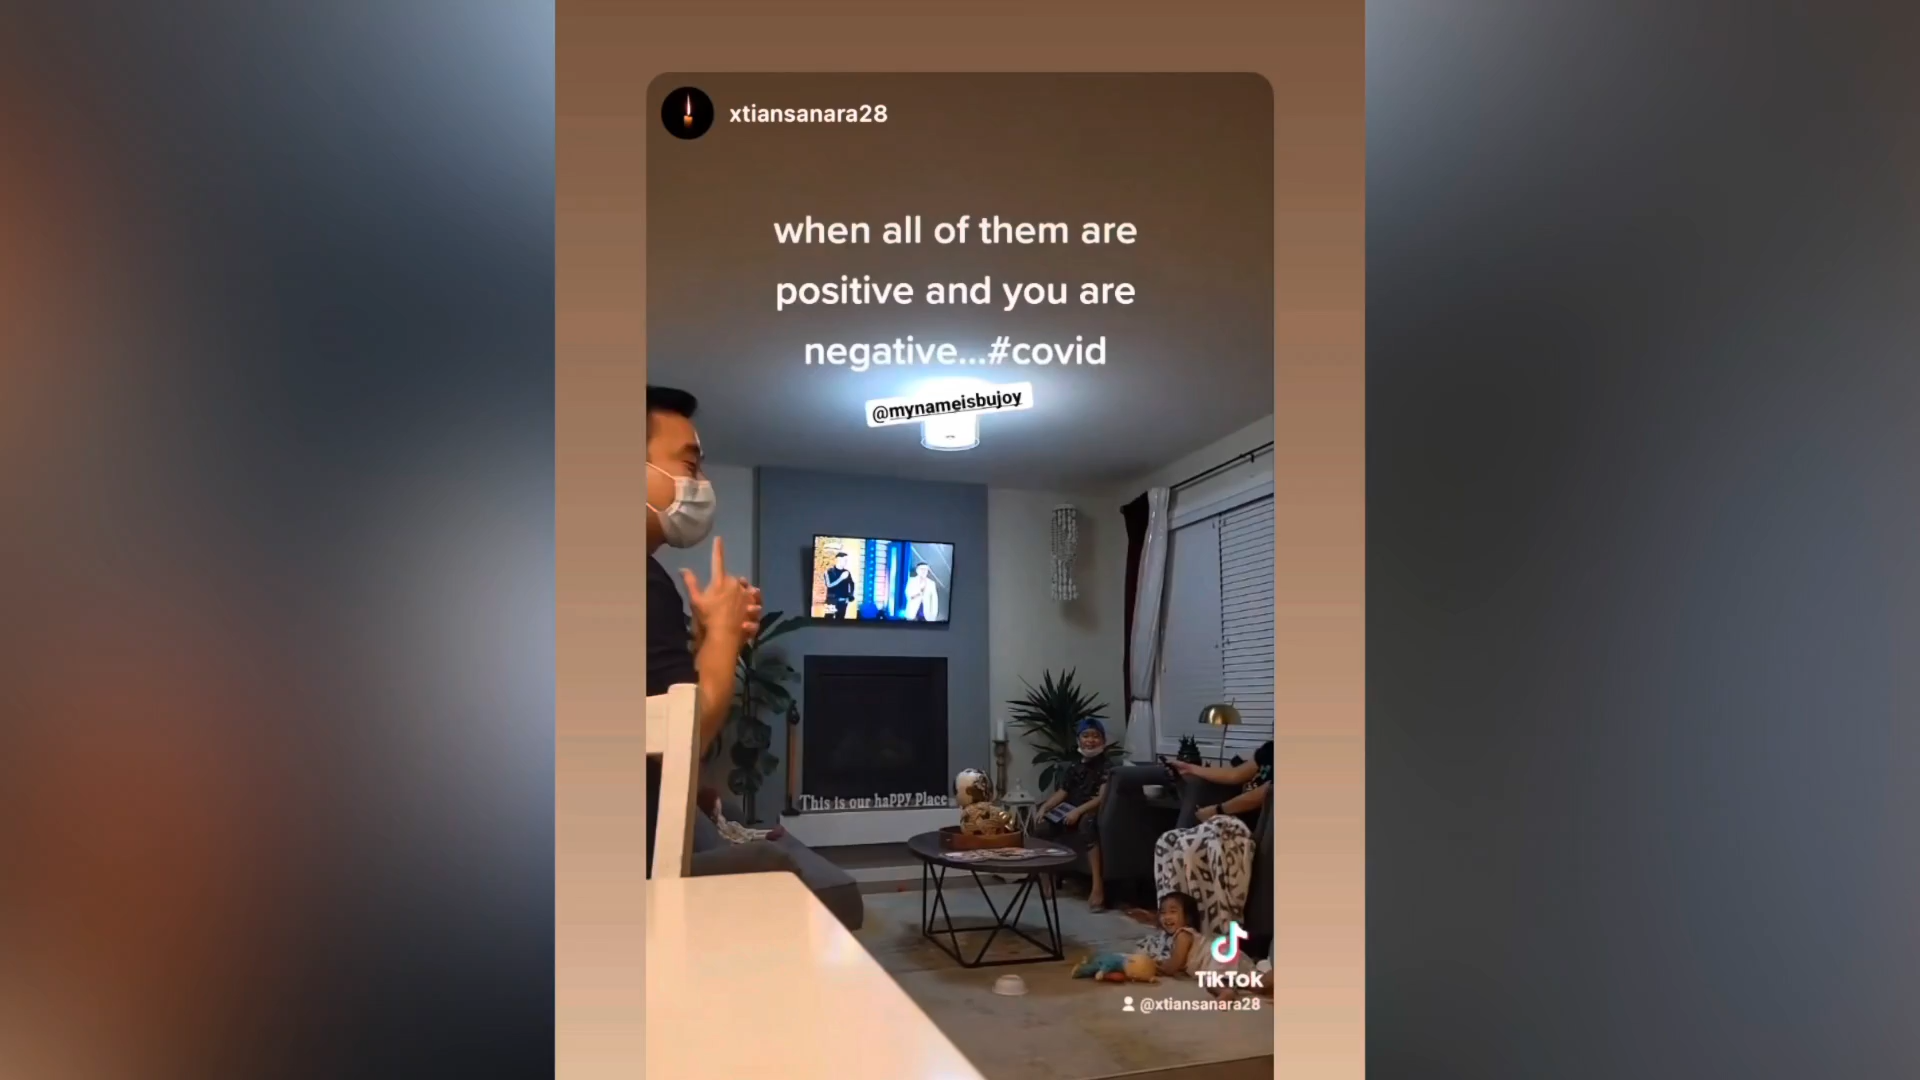 xtiansanara28
when all of them are
positive and you are
negative...#covid
@mynameisbujoy
This is our haPPY Place
TikTok
@xtiansanara28